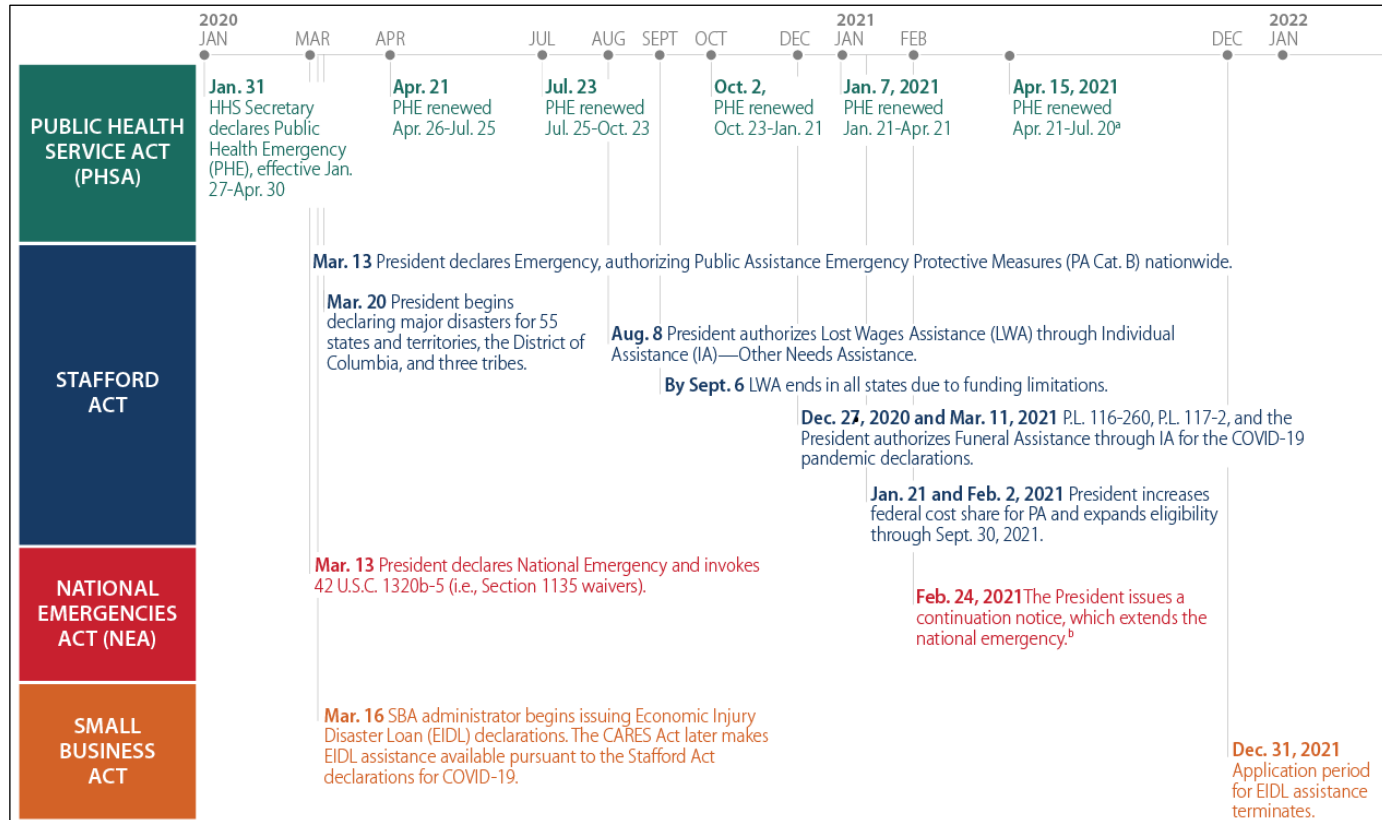 2020
JAN
MAR
APR
JUL
AUG
SEPT
OCT
DEC
2021
JAN
FEB
DEC
2022
JAN
PUBLIC HEALTH
SERVICE ACT
(PHSA)
Jan. 31
HHS Secretary
declares Public
Health Emergency
(PHE), effective Jan.
27-Apr. 30
Apr. 21
PHE renewed
Apr. 26-Jul. 25
Jul. 23
PHE renewed
Jul. 25-Oct. 23
Oct. 2,
PHE renewed
Oct. 23-Jan. 21
Jan. 7, 2021
PHE renewed
Jan. 21-Apr. 21
Apr. 15, 2021
PHE renewed
Apr. 21-Jul. 20ª
STAFFORD
ACT
Mar. 13 President declares Emergency, authorizing Public Assistance Emergency Protective Measures (PA Cat. B) nationwide.
Mar. 20 President begins
declaring major disasters for 55
states and territories, the District of
Columbia, and three tribes.
Aug. 8 President authorizes Lost Wages Assistance (LWA) through Individual
Assistance (IA)—Other Needs Assistance.
By Sept. 6 LWA ends in all states due to funding limitations.
Dec. 27, 2020 and Mar. 11, 2021 P.L. 116-260, P.L. 117-2, and the
President authorizes Funeral Assistance through IA for the COVID-19
pandemic declarations.
Jan. 21 and Feb. 2, 2021 President increases
federal cost share for PA and expands eligibility
through Sept. 30, 2021.
NATIONAL
EMERGENCIES
ACT (NEA)
Mar. 13 President declares National Emergency and invokes
42 U.S.C. 1320b-5 (i.e., Section 1135 waivers).
Feb. 24, 2021 The President issues a
continuation notice, which extends the
national emergency.ᵇ
SMALL
BUSINESS
ACT
Mar. 16 SBA administrator begins issuing Economic Injury
Disaster Loan (EIDL) declarations. The CARES Act later makes
EIDL assistance available pursuant to the Stafford Act
declarations for COVID-19.
Dec. 31, 2021
Application period
for EIDL assistance
terminates.